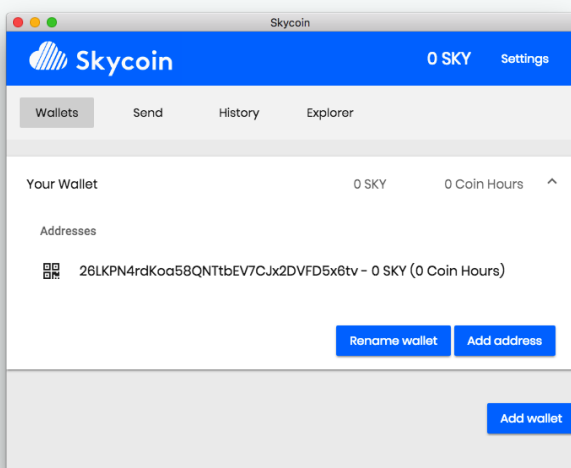 Skycoin
Skycoin 0 SKY Settings
Wallets Send History Explorer
Your Wallet 0 SKY 0 Coin Hours
Addresses
26LKPN4rdKoa58QNTtbEV7CJx2DVFD5x6tv - 0 SKY (0 Coin Hours)
Rename wallet Add address
Add wallet